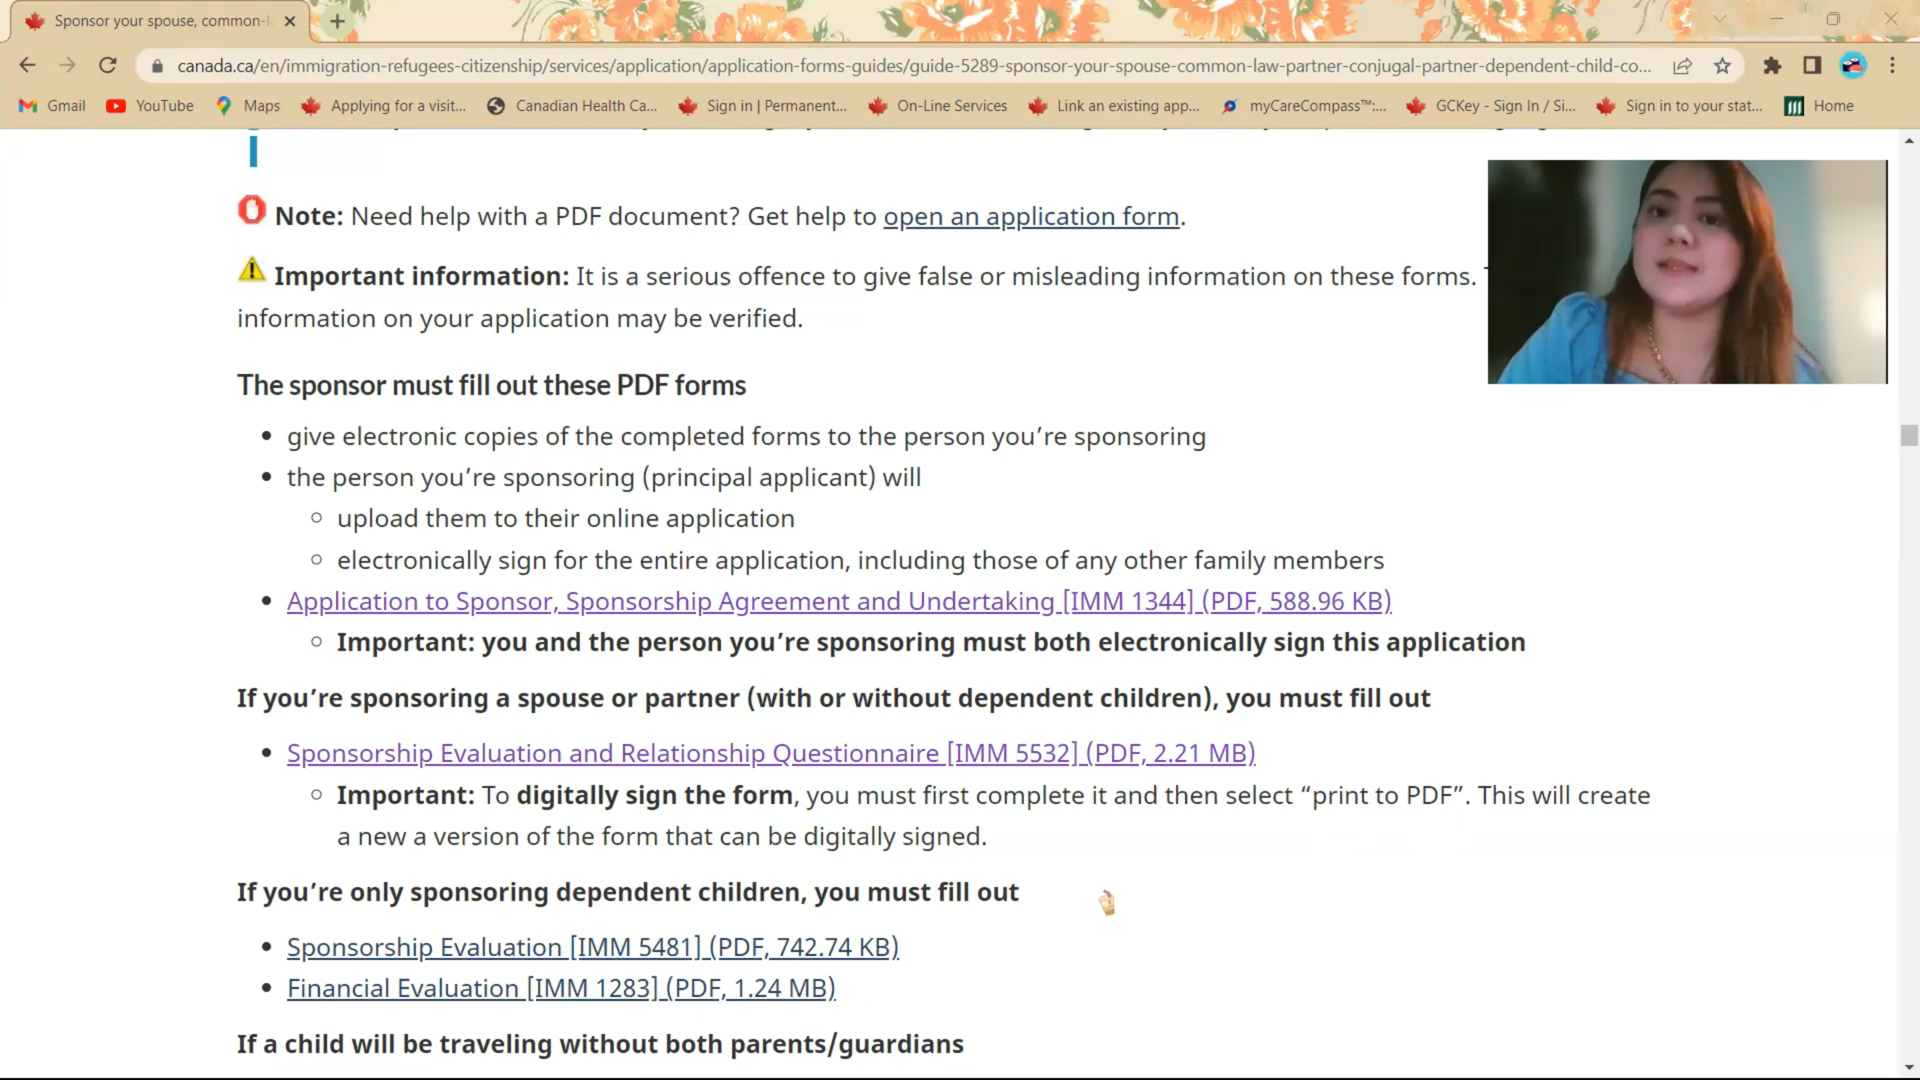 Sponsor your spouse, common-l
canada.ca/en/immigration-refugees-citizenship/services/application/application-forms-guides/guide-5289-sponsor-your-spouse-common-law-partner-conjugal-partner-dependent-child-co...
Gmail YouTube Maps Applying for a visit... Canadian Health Ca... Sign in | Permanent... On-Line Services Link an existing app... myCareCompass™:... GCKey - Sign In / Si... Sign in to your stat... Home
Note: Need help with a PDF document? Get help to open an application form.
Important information: It is a serious offence to give false or misleading information on these forms.
information on your application may be verified.
The sponsor must fill out these PDF forms
give electronic copies of the completed forms to the person you're sponsoring
the person you're sponsoring (principal applicant) will
upload them to their online application
electronically sign for the entire application, including those of any other family members
Application to Sponsor, Sponsorship Agreement and Undertaking [IMM 1344] (PDF, 588.96 KB)
Important: you and the person you're sponsoring must both electronically sign this application
If you're sponsoring a spouse or partner (with or without dependent children), you must fill out
Sponsorship Evaluation and Relationship Questionnaire [IMM 5532] (PDF, 2.21 MB)
Important: To digitally sign the form, you must first complete it and then select “print to PDF”. This will create
a new a version of the form that can be digitally signed.
If you're only sponsoring dependent children, you must fill out
Sponsorship Evaluation [IMM 5481] (PDF, 742.74 KB)
Financial Evaluation [IMM 1283] (PDF, 1.24 MB)
If a child will be traveling without both parents/guardians